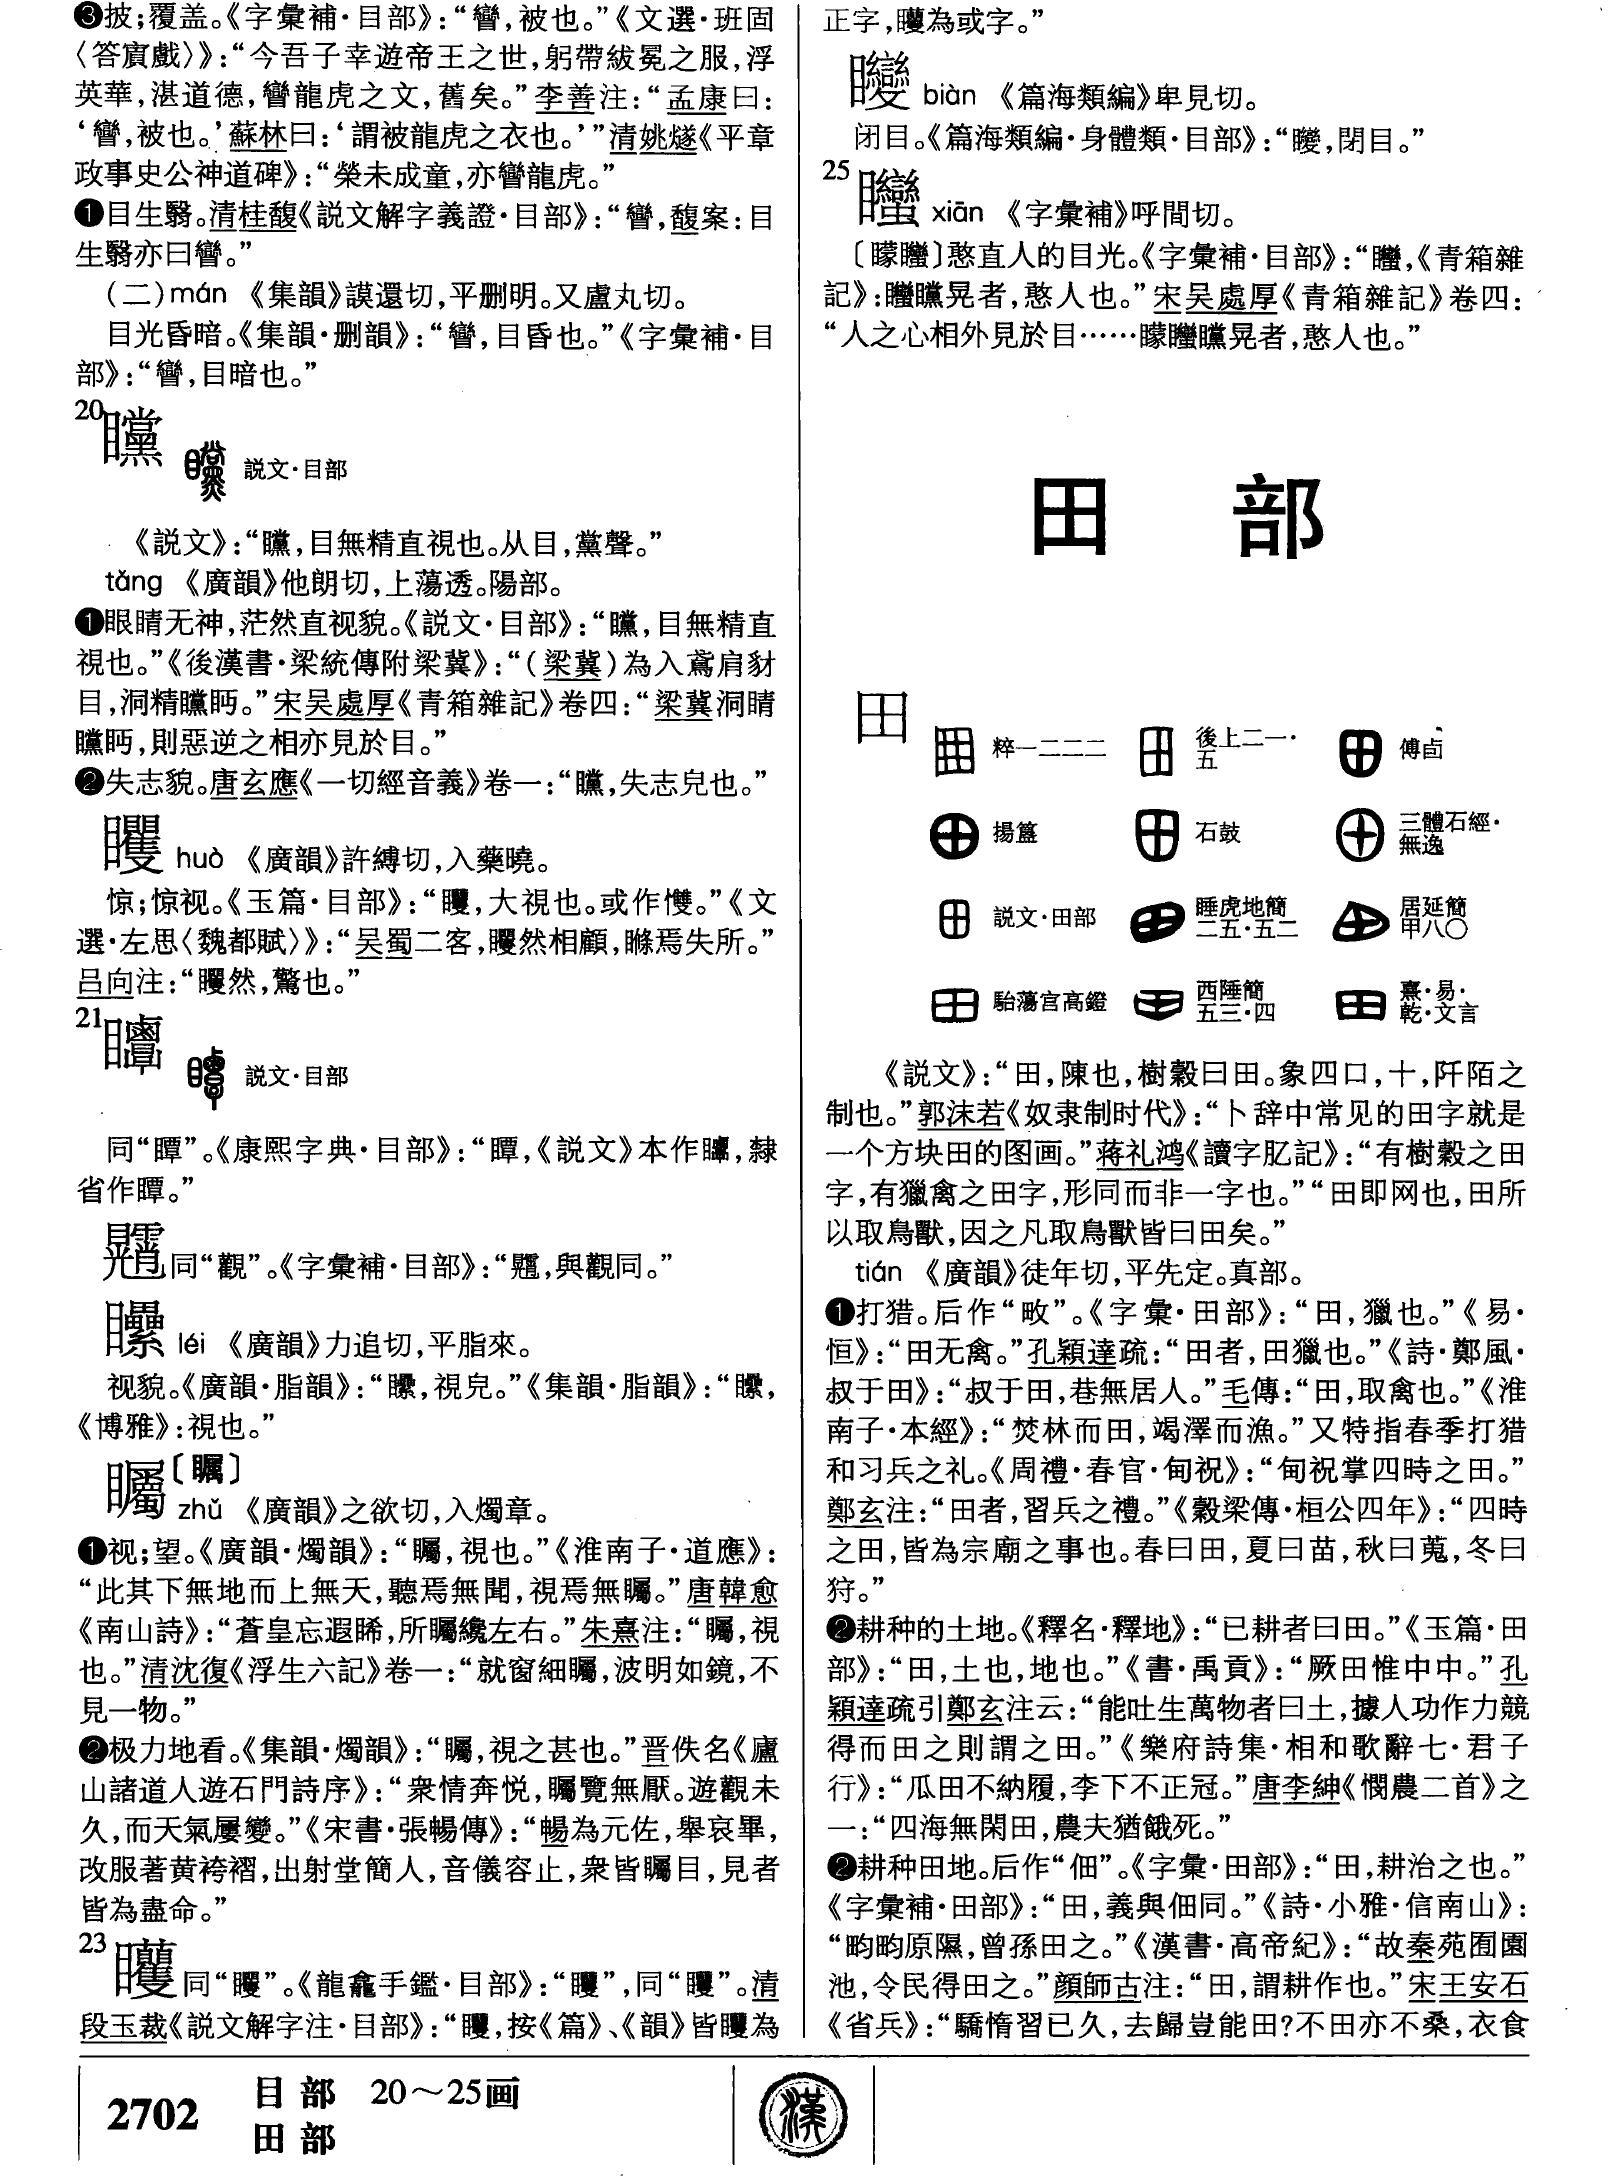 ❸披;覆盖。《字彙補·目部》:“矕,被也。”《文選·班固
〈答賓戲〉》:“今吾子幸遊帝王之世,躬帶紱冕之服,浮
英華,湛道德,矕龍虎之文,舊矣。”李善注:“孟康曰:
‘矕,被也。’蘇林曰:‘謂被龍虎之衣也。’”清姚燧《平章
政事史公神道碑》:“榮未成童,亦矕龍虎。”
❶目生翳。清桂馥《説文解字義證·目部》:“矕,馥案:目
生翳亦曰矕。”
(二)mán 《集韻》謨還切,平删明。又盧丸切。
目光昏暗。《集韻·删韻》:“矕,目昏也。”《字彙補·目
部》:“矕,目暗也。”
20
矘 説文·目部
《説文》:“矘,目無精直視也。从目,黨聲。”
tǎng 《廣韻》他朗切,上蕩透。陽部。
❶眼睛无神,茫然直视貌。《説文·目部》:“矘,目無精直
視也。”《後漢書·梁統傳附梁冀》:“(梁冀)為人鳶肩豺
目,洞精矘眄。”宋吴處厚《青箱雜記》卷四:“梁冀洞睛
矘眄,則惡逆之相亦見於目。”
❷失志貌。唐玄應《一切經音義》卷一:“矘,失志皃也。”
矍 huò 《廣韻》許縛切,入藥曉。
惊;惊视。《玉篇·目部》:“矆,大視也。或作㦜。”《文
選·左思〈魏都賦〉》:“吴蜀二客,矆然相顧,䁑焉失所。”
吕向注:“矆然,驚也。”
21
説文·目部
同“瞫”。《康熙字典·目部》:“瞫,《説文》本作,隸
省作瞫。”
同“觀”。《字彙補·目部》:“,與觀同。”
léi 《廣韻》力追切,平脂來。
视貌。《廣韻·脂韻》:“,視皃。”《集韻·脂韻》:“,
《博雅》:視也。”
矚〔瞩〕
zhǔ 《廣韻》之欲切,入燭章。
❶视;望。《廣韻·燭韻》:“矚,視也。”《淮南子·道應》:
“此其下無地而上無天,聽焉無聞,視焉無矚。”唐韓愈
《南山詩》:“蒼皇忘遐睎,所矚纔左右。”朱熹注:“矚,視
也。”清沈復《浮生六記》卷一:“就窗細矚,波明如鏡,不
見一物。”
❷极力地看。《集韻·燭韻》:“矚,視之甚也。”晋佚名《廬
山諸道人遊石門詩序》:“衆情奔悦,矚覽無厭。遊觀未
久,而天氣屢變。”《宋書·張暢傳》:“暢為元佐,舉哀畢,
改服著黄袴褶,出射堂簡人,音儀容止,衆皆矚目,見者
皆為盡命。”
23
同“矆”。《龍龕手鑑·目部》:“”,同“矆”。清
段玉裁《説文解字注·目部》:“矆,按《篇》、《韻》皆矆為
正字,為或字。”
biàn 《篇海類編》卑見切。
闭目。《篇海類編·身體類·目部》:“,閉目。”
25
xiān 《字彙補》呼間切。
〔矇〕憨直人的目光。《字彙補·目部》:“,《青箱雜
記》:矘晃者,憨人也。”宋吴處厚《青箱雜記》卷四:
“人之心相外見於目……矇矘晃者,憨人也。”
田 部
田 粹一二二二 後上二一·五 傅卣
揚簋 石鼓 三體石經·無逸
説文·田部 睡虎地簡二五·五二 居延簡甲八〇
駘蕩宫高鐙 西陲簡五三·四 熹·易·乾·文言
《説文》:“田,陳也,樹穀曰田。象四口,十,阡陌之
制也。”郭沫若《奴隶制时代》:“卜辞中常见的田字就是
一个方块田的图画。”蒋礼鸿《讀字肊記》:“有樹穀之田
字,有獵禽之田字,形同而非一字也。”“田即网也,田所
以取鳥獸,因之凡取鳥獸皆曰田矣。”
tián 《廣韻》徒年切,平先定。真部。
❶打猎。后作“畋”。《字彙·田部》:“田,獵也。”《易·
恒》:“田无禽。”孔穎達疏:“田者,田獵也。”《詩·鄭風·
叔于田》:“叔于田,巷無居人。”毛傳:“田,取禽也。”《淮
南子·本經》:“焚林而田,竭澤而漁。”又特指春季打猎
和习兵之礼。《周禮·春官·甸祝》:“甸祝掌四時之田。”
鄭玄注:“田者,習兵之禮。”《穀梁傳·桓公四年》:“四時
之田,皆為宗廟之事也。春曰田,夏曰苗,秋曰蒐,冬曰
狩。”
❷耕种的土地。《釋名·釋地》:“已耕者曰田。”《玉篇·田
部》:“田,土也,地也。”《書·禹貢》:“厥田惟中中。”孔
穎達疏引鄭玄注云:“能吐生萬物者曰土,據人功作力競
得而田之則謂之田。”《樂府詩集·相和歌辭七·君子
行》:“瓜田不納履,李下不正冠。”唐李紳《憫農二首》之
一:“四海無閑田,農夫猶餓死。”
❷耕种田地。后作“佃”。《字彙·田部》:“田,耕治之也。”
《字彙補·田部》:“田,義與佃同。”《詩·小雅·信南山》:
“畇畇原隰,曾孫田之。”《漢書·高帝紀》:“故秦苑囿園
池,令民得田之。”顔師古注:“田,謂耕作也。”宋王安石
《省兵》:“驕惰習已久,去歸豈能田?不田亦不桑,衣食
2702 目部 20～25画
田部
漢